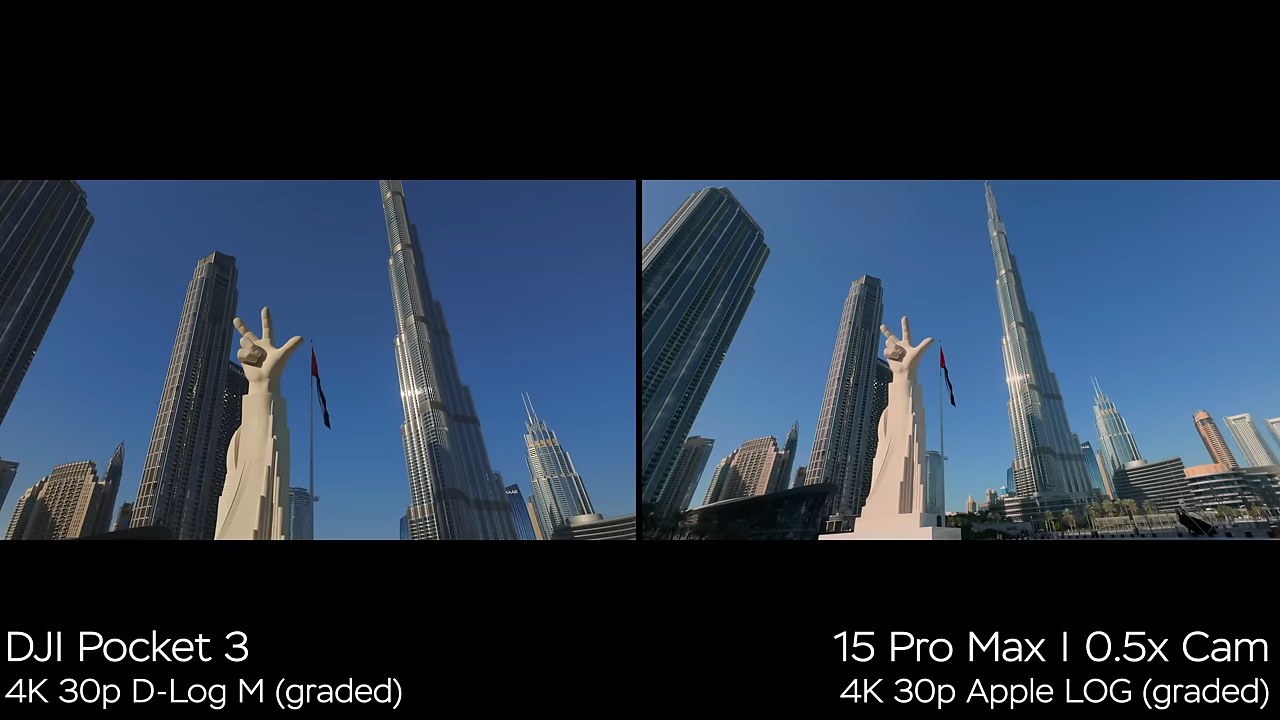 DJI Pocket 3
4K 30p D-Log M (graded)
15 Pro Max | 0.5x Cam
4K 30p Apple LOG (graded)